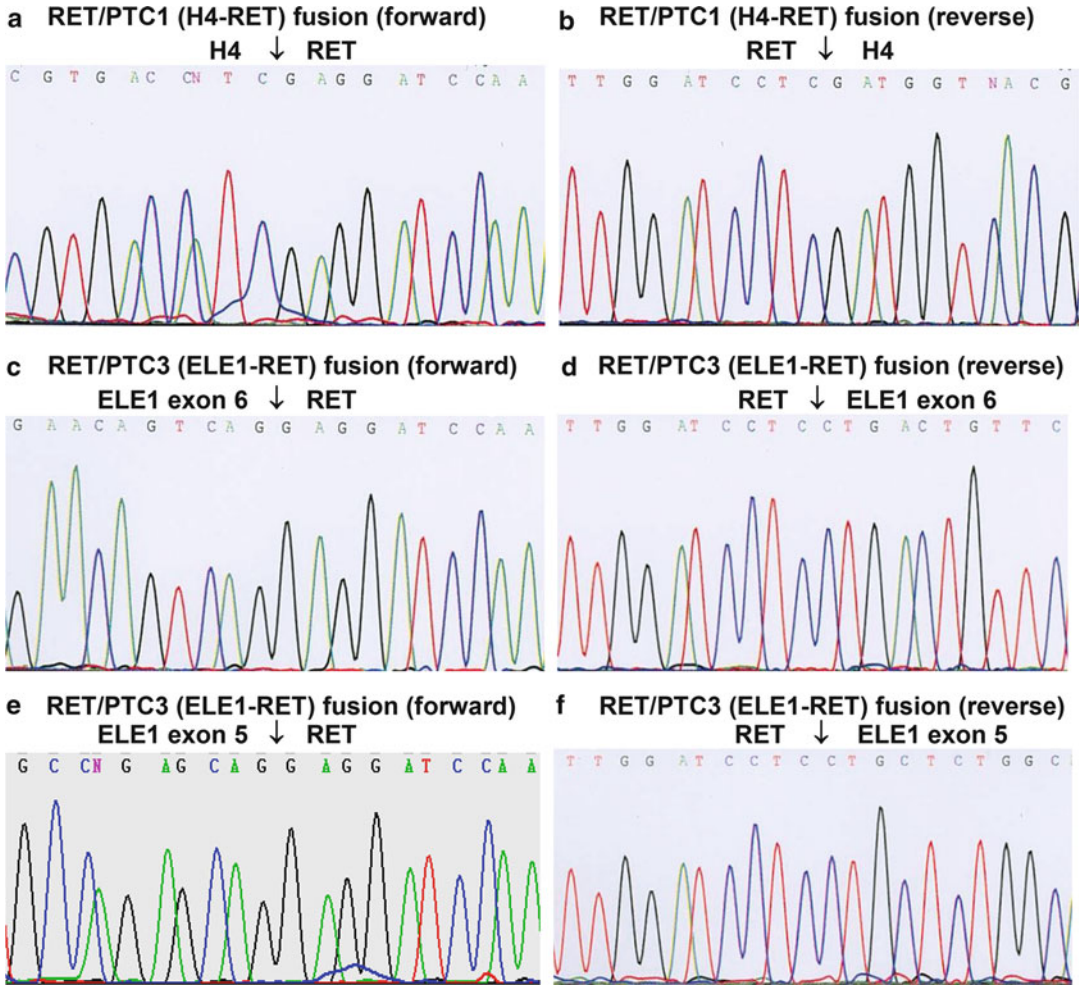 a RET/PTC1 (H4-RET) fusion (forward)
H4 ↓ RET
C G T G A C C N T C G A G G A T C C A A
b RET/PTC1 (H4-RET) fusion (reverse)
RET ↓ H4
T T G G A T C C T C G A T G G T N A C G
c RET/PTC3 (ELE1-RET) fusion (forward)
ELE1 exon 6 ↓ RET
G A A C A G T C A G G A G G A T C C A A
d RET/PTC3 (ELE1-RET) fusion (reverse)
RET ↓ ELE1 exon 6
T T G G A T C C T C C T G A C T G T T C
e RET/PTC3 (ELE1-RET) fusion (forward)
ELE1 exon 5 ↓ RET
G C C N G A G C A G G A G G A T C C A A
f RET/PTC3 (ELE1-RET) fusion (reverse)
RET ↓ ELE1 exon 5
T T G G A T C C T C C T G C T C T G G C